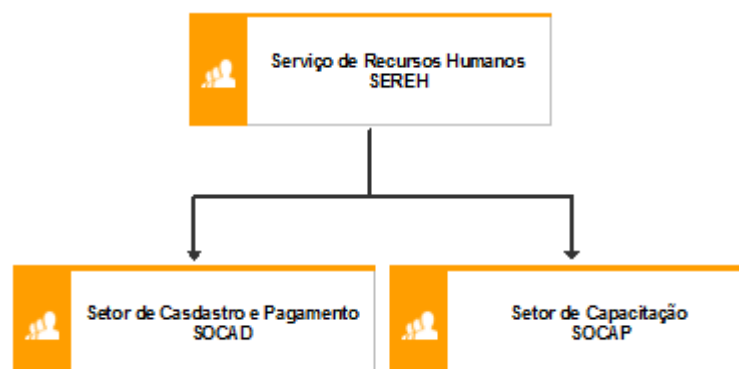 Serviço de Recursos Humanos
SEREH
Setor de Casdastro e Pagamento
SOCAD
Setor de Capacitação
SOCAP